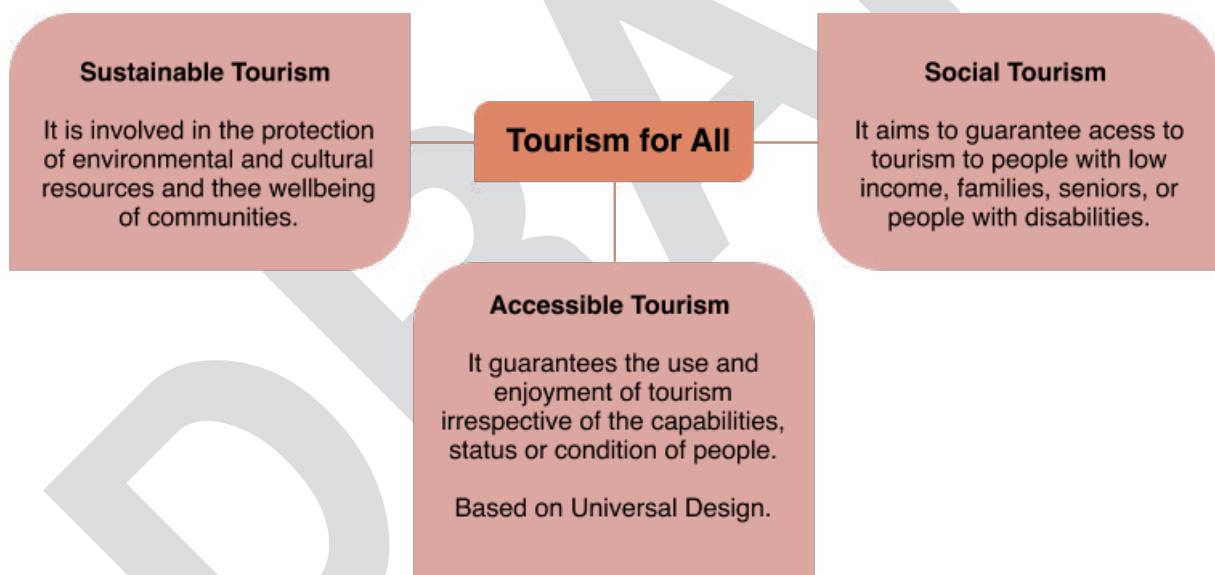 Sustainable Tourism
It is involved in the protection
of environmental and cultural
resources and thee wellbeing
of communities.
Tourism for All
Social Tourism
It aims to guarantee acess to
tourism to people with low
income, families, seniors, or
people with disabilities.
Accessible Tourism
It guarantees the use and
enjoyment of tourism
irrespective of the capabilities,
status or condition of people.
Based on Universal Design.